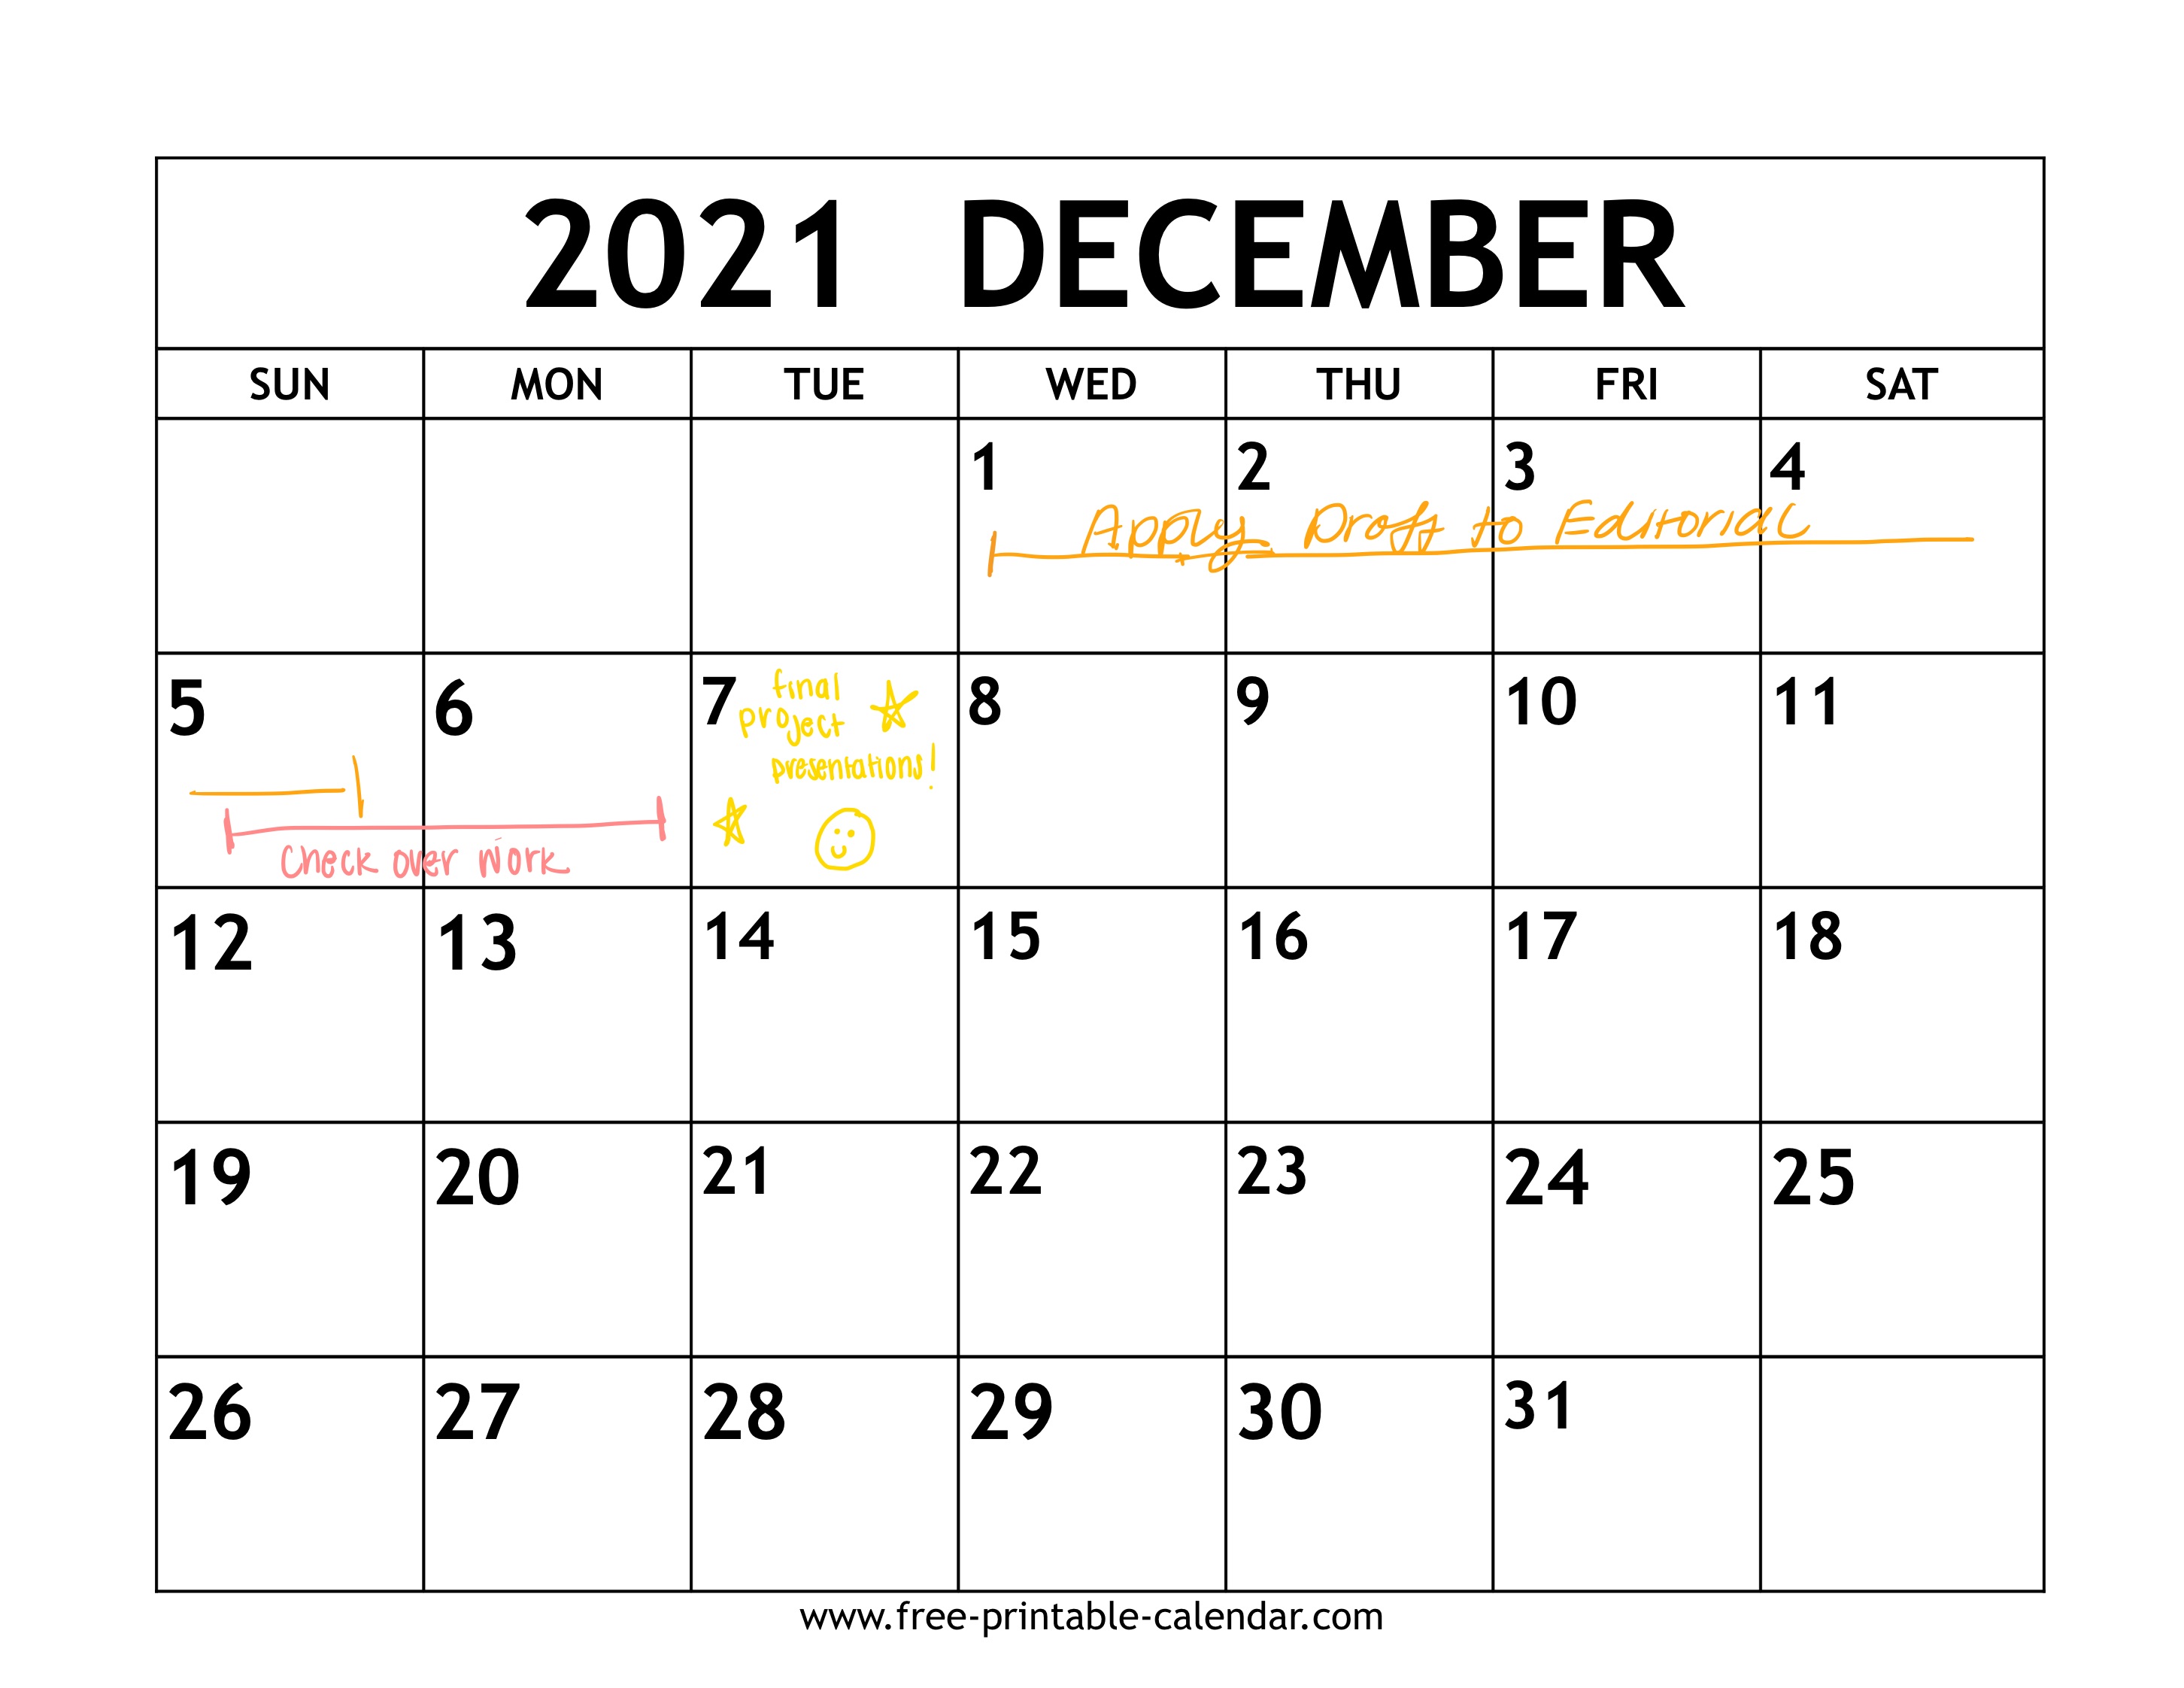 2021 DECEMBER
SUN MON TUE WED THU FRI SAT
1 2 3 4
Apply Draft to Editorial
5 6 7 8 9 10 11
final
project
presentations!
Check over work
12 13 14 15 16 17 18
19 20 21 22 23 24 25
26 27 28 29 30 31
www.free-printable-calendar.com